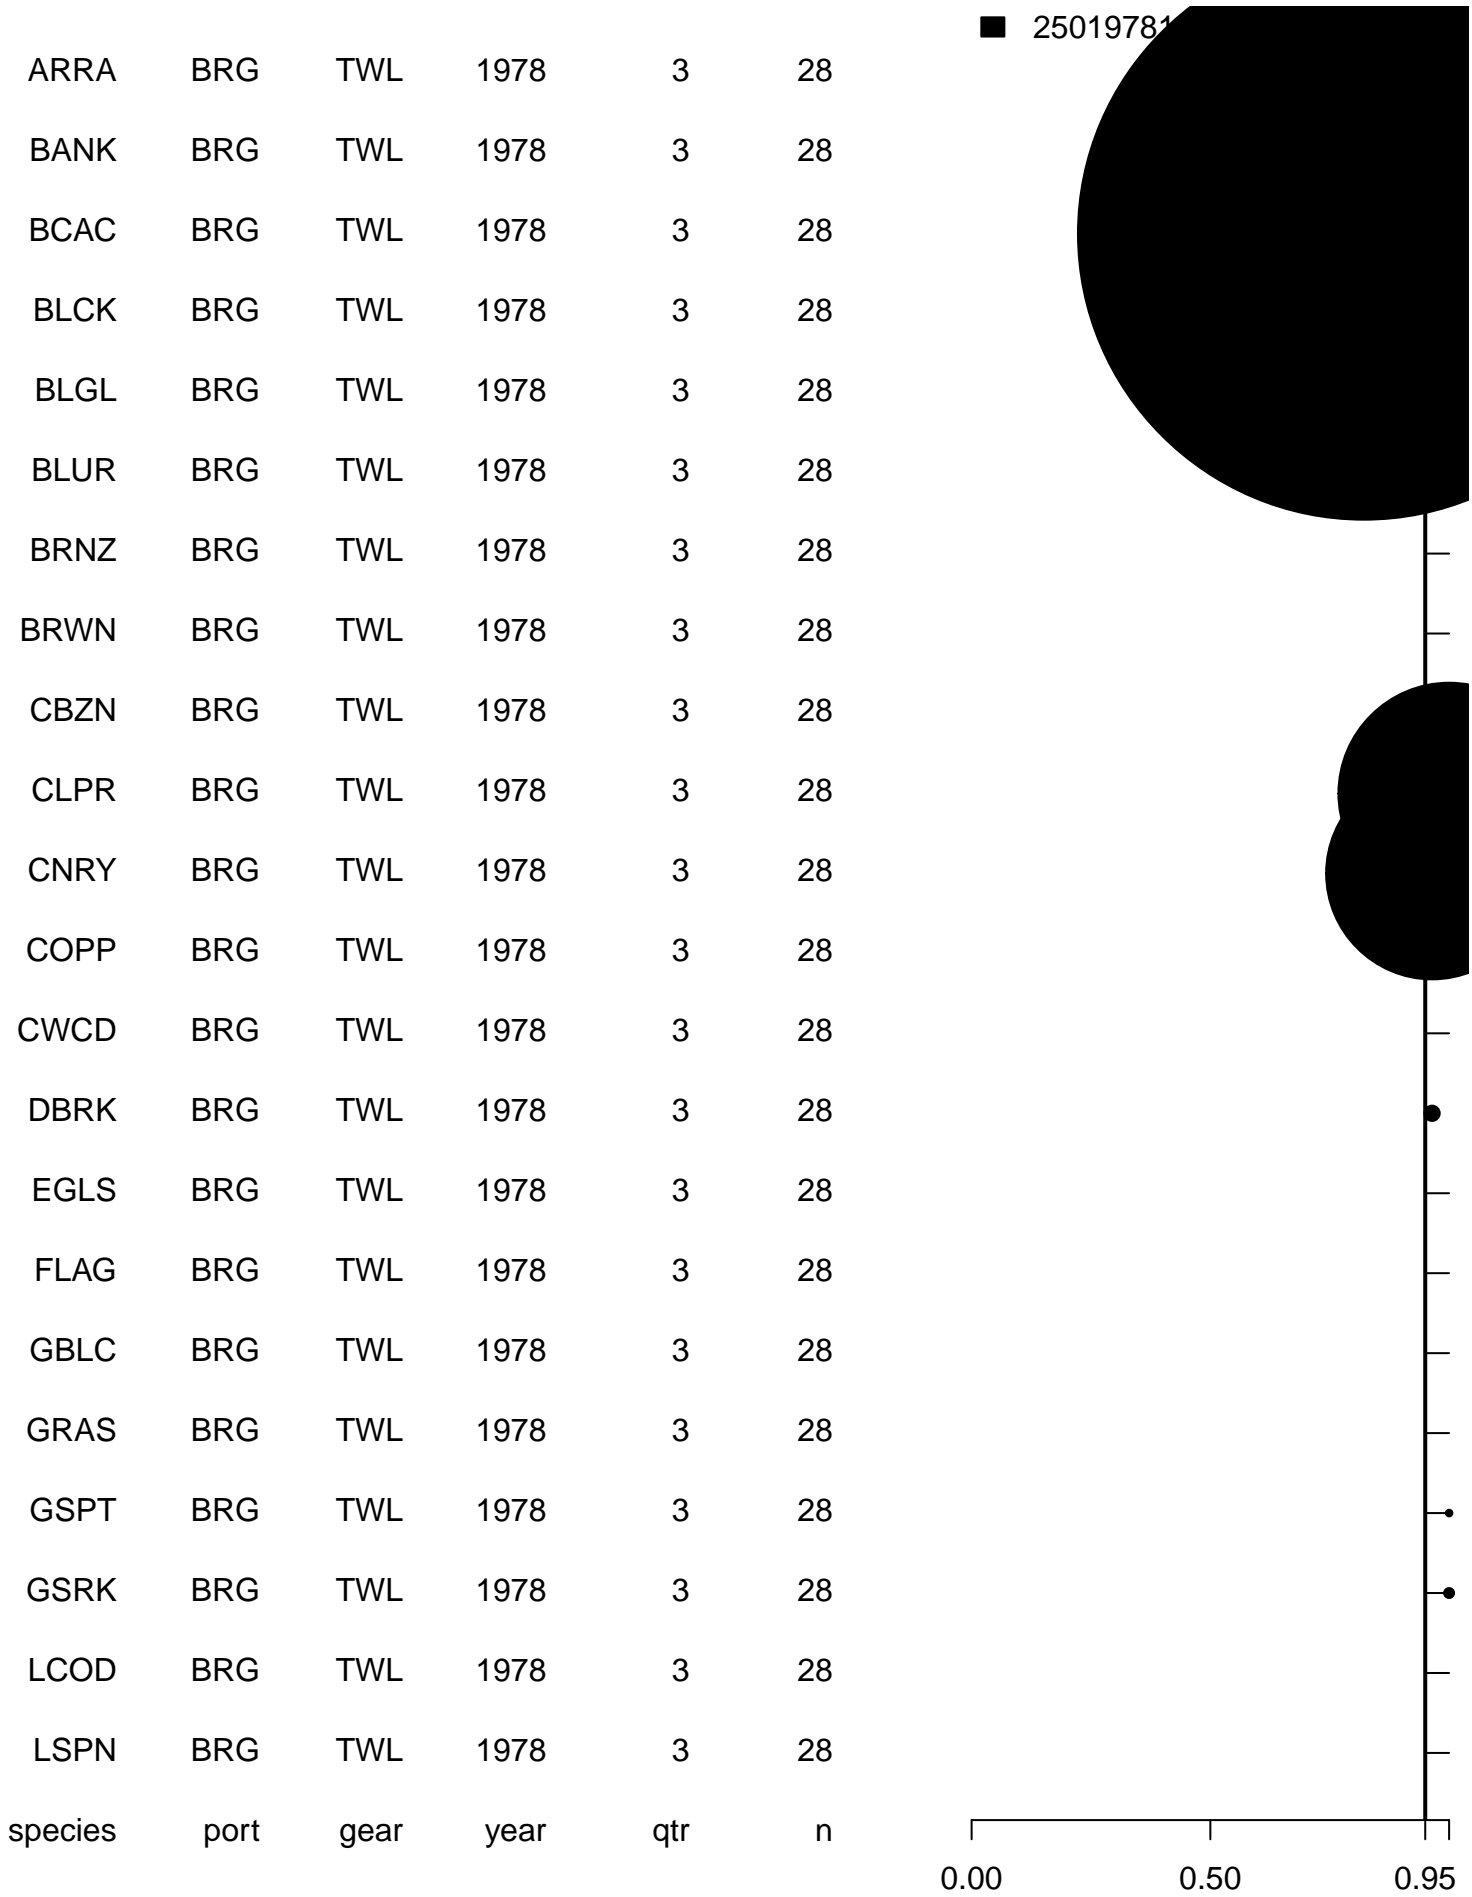 25019781
ARRA BRG TWL 1978 3 28
BANK BRG TWL 1978 3 28
BCAC BRG TWL 1978 3 28
BLCK BRG TWL 1978 3 28
BLGL BRG TWL 1978 3 28
BLUR BRG TWL 1978 3 28
BRNZ BRG TWL 1978 3 28
BRWN BRG TWL 1978 3 28
CBZN BRG TWL 1978 3 28
CLPR BRG TWL 1978 3 28
CNRY BRG TWL 1978 3 28
COPP BRG TWL 1978 3 28
CWCD BRG TWL 1978 3 28
DBRK BRG TWL 1978 3 28
EGLS BRG TWL 1978 3 28
FLAG BRG TWL 1978 3 28
GBLC BRG TWL 1978 3 28
GRAS BRG TWL 1978 3 28
GSPT BRG TWL 1978 3 28
GSRK BRG TWL 1978 3 28
LCOD BRG TWL 1978 3 28
LSPN BRG TWL 1978 3 28
species port gear year qtr n
0.00 0.50 0.95